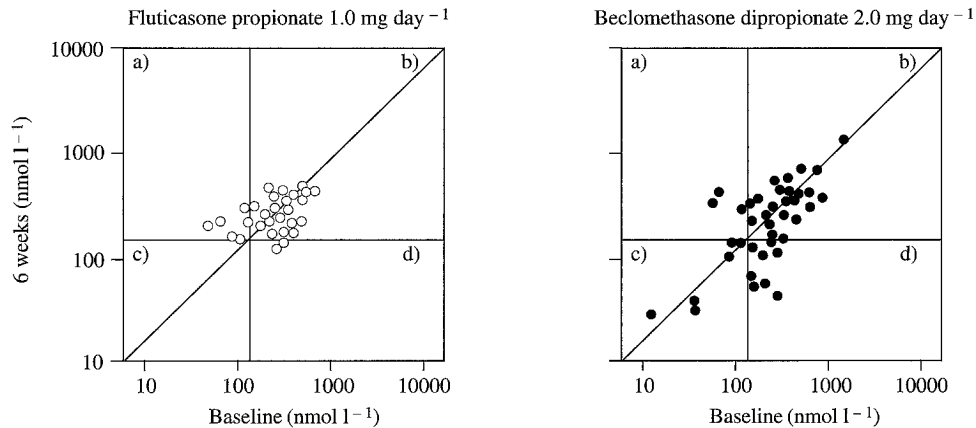 Fluticasone propionate 1.0 mg day⁻¹
10000
1000
100
10
6 weeks (nmol l⁻¹)
a)
b)
c)
d)
10 100 1000 10000
Baseline (nmol l⁻¹)
Beclomethasone dipropionate 2.0 mg day⁻¹
a)
b)
c)
d)
10 100 1000 10000
Baseline (nmol l⁻¹)